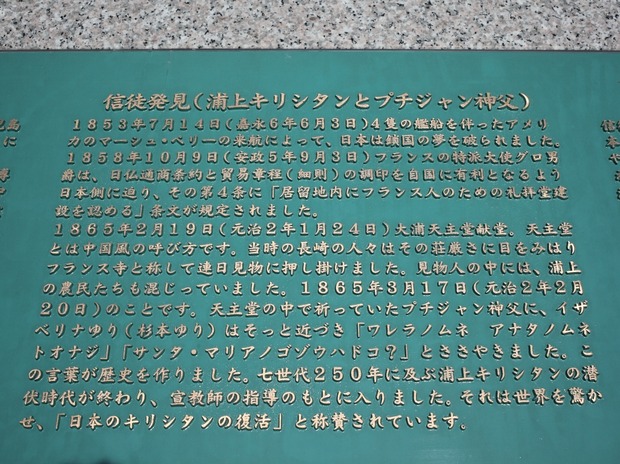 信徒発見(浦上キリシタンとプチジャン神父)
1853年7月14日(嘉永6年6月3日)4隻の艦船を伴ったアメリ
カのマーシュ・ペリーの来航によって、日本は鎖国の夢を破られました。
1858年10月9日(安政5年9月3日)フランスの特派大使グロ男
爵は、日仏通商条約と貿易章程(細則)の調印を自国に有利となるよう
日本側に迫り、その第4条に「居留地内にフランス人のための礼拝堂建
設を認める」条文が規定されました。
1865年2月19日(元治2年1月24日)大浦天主堂献堂。天主堂
とは中国風の呼び方です。当時の長崎の人々はその荘厳さに目をみはり
フランス寺と称して連日見物に押し掛けました。見物人の中には、浦上
の農民たちも混じっていました。1865年3月17日(元治2年2月
20日)のことです。天主堂の中で祈っていたプチジャン神父に、イザ
ベリナゆり(杉本ゆり)はそっと近づき「ワレラノムネ アナタノムネ
トオナジ」「サンタ・マリアノゴゾウハドコ?」とささやきました。こ
の言葉が歴史を作りました。七世代250年に及ぶ浦上キリシタンの潜
伏時代が終わり、宣教師の指導のもとに入りました。それは世界を驚か
せ、「日本のキリシタンの復活」と称賛されています。